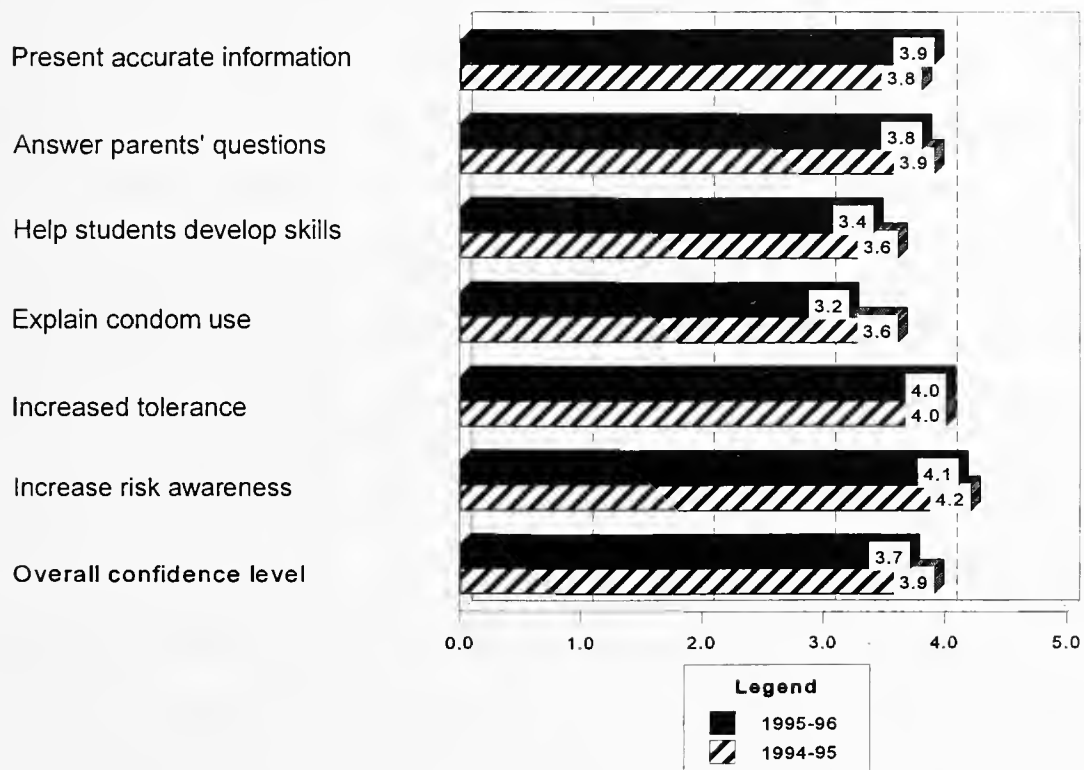 Present accurate information
3.9
3.8
Answer parents' questions
3.8
3.9
Help students develop skills
3.4
3.6
Explain condom use
3.2
3.6
Increased tolerance
4.0
4.0
Increase risk awareness
4.1
4.2
Overall confidence level
3.7
3.9
0.0 1.0 2.0 3.0 4.0 5.0
Legend
1995-96
1994-95